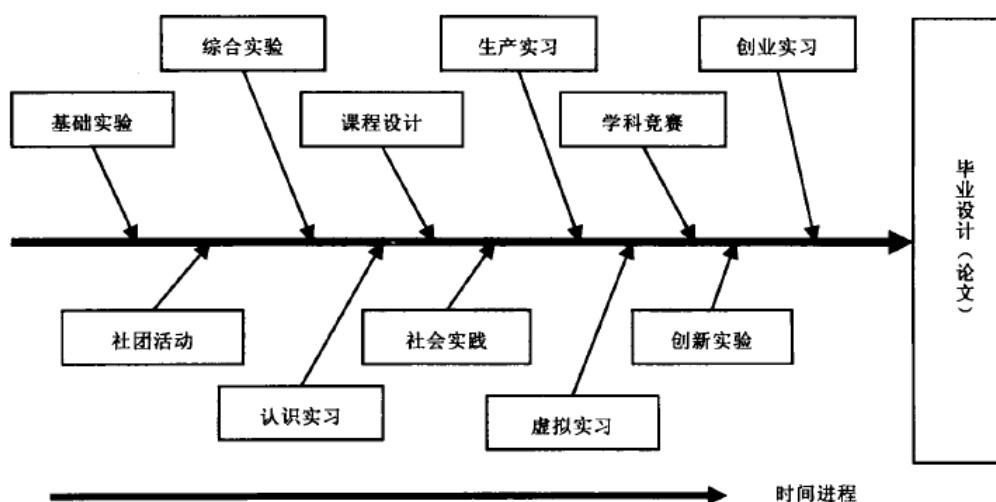 综合实验
生产实习
创业实习
基础实验
课程设计
学科竞赛
毕业设计（论文）
社团活动
社会实践
创新实验
认识实习
虚拟实习
时间进程